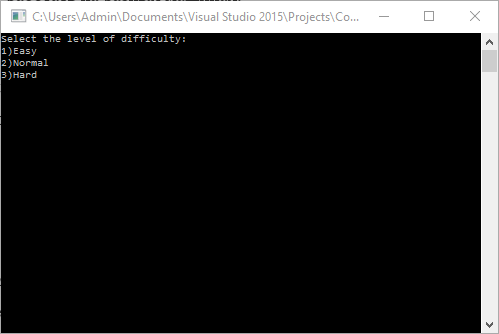 C:\Users\Admin\Documents\Visual Studio 2015\Projects\Co...
Select the level of difficulty:
1)Easy
2)Normal
3)Hard